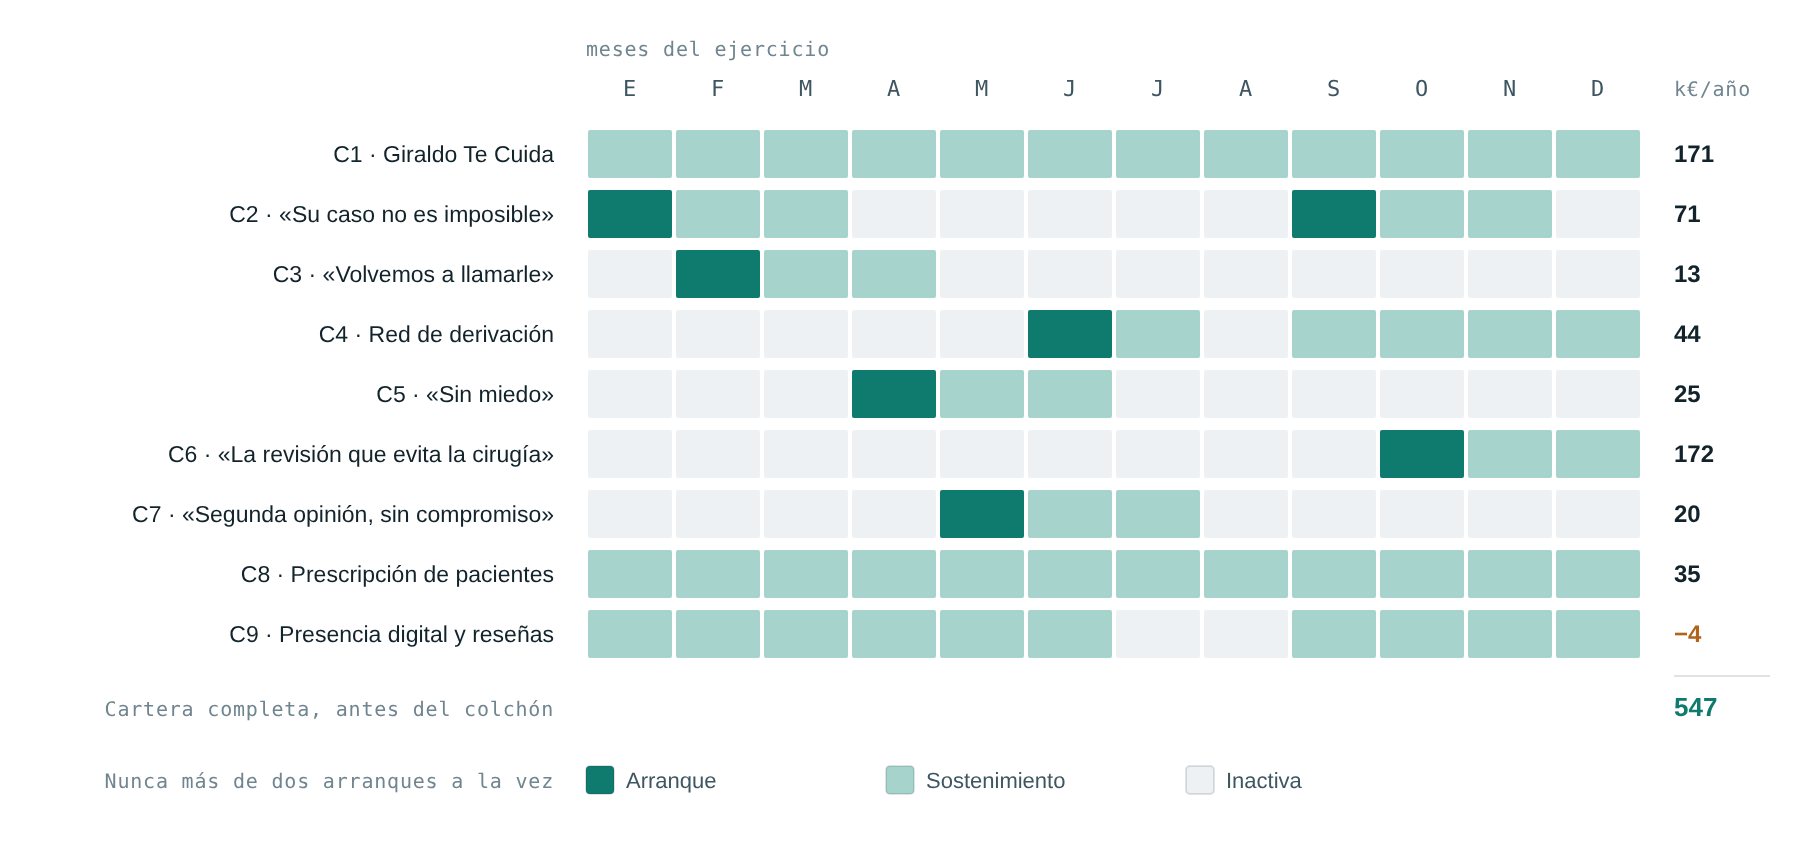 meses del ejercicio
E F M A M J J A S O N D k€/año
C1 · Giraldo Te Cuida 171
C2 · «Su caso no es imposible» 71
C3 · «Volvemos a llamarle» 13
C4 · Red de derivación 44
C5 · «Sin miedo» 25
C6 · «La revisión que evita la cirugía» 172
C7 · «Segunda opinión, sin compromiso» 20
C8 · Prescripción de pacientes 35
C9 · Presencia digital y reseñas −4
Cartera completa, antes del colchón 547
Nunca más de dos arranques a la vez Arranque Sostenimiento Inactiva